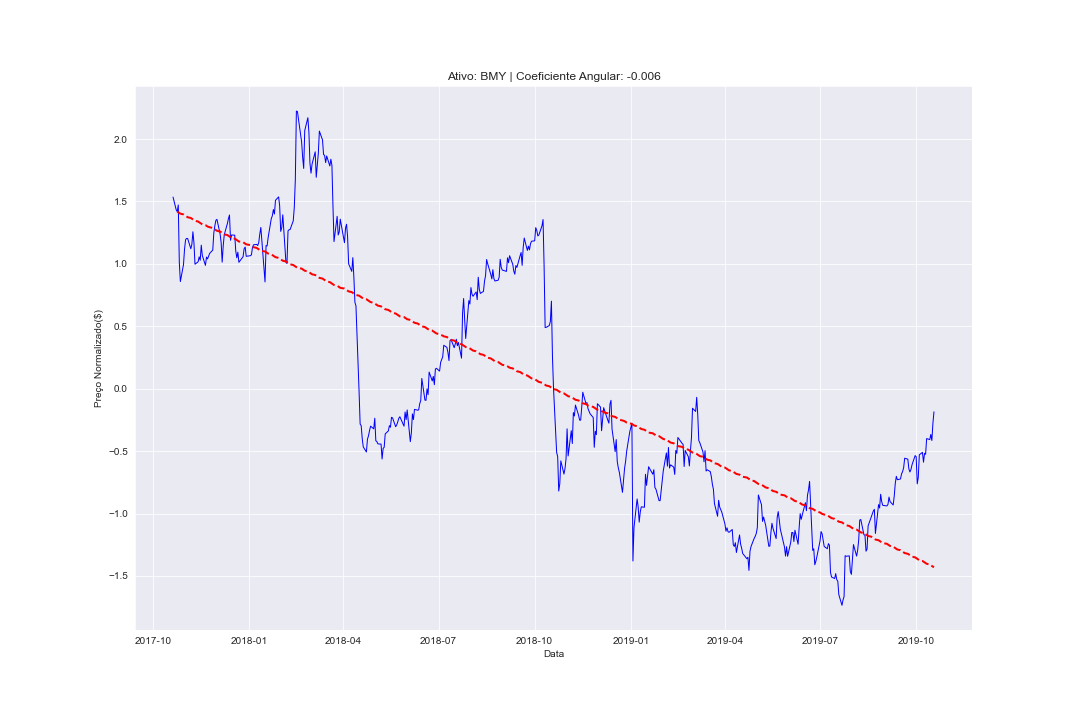 Ativo: BMY | Coeficiente Angular: -0.006
Preço Normalizado($)
2.0
1.5
1.0
0.5
0.0
−0.5
−1.0
−1.5
2017-10 2018-01 2018-04 2018-07 2018-10 2019-01 2019-04 2019-07 2019-10
Data